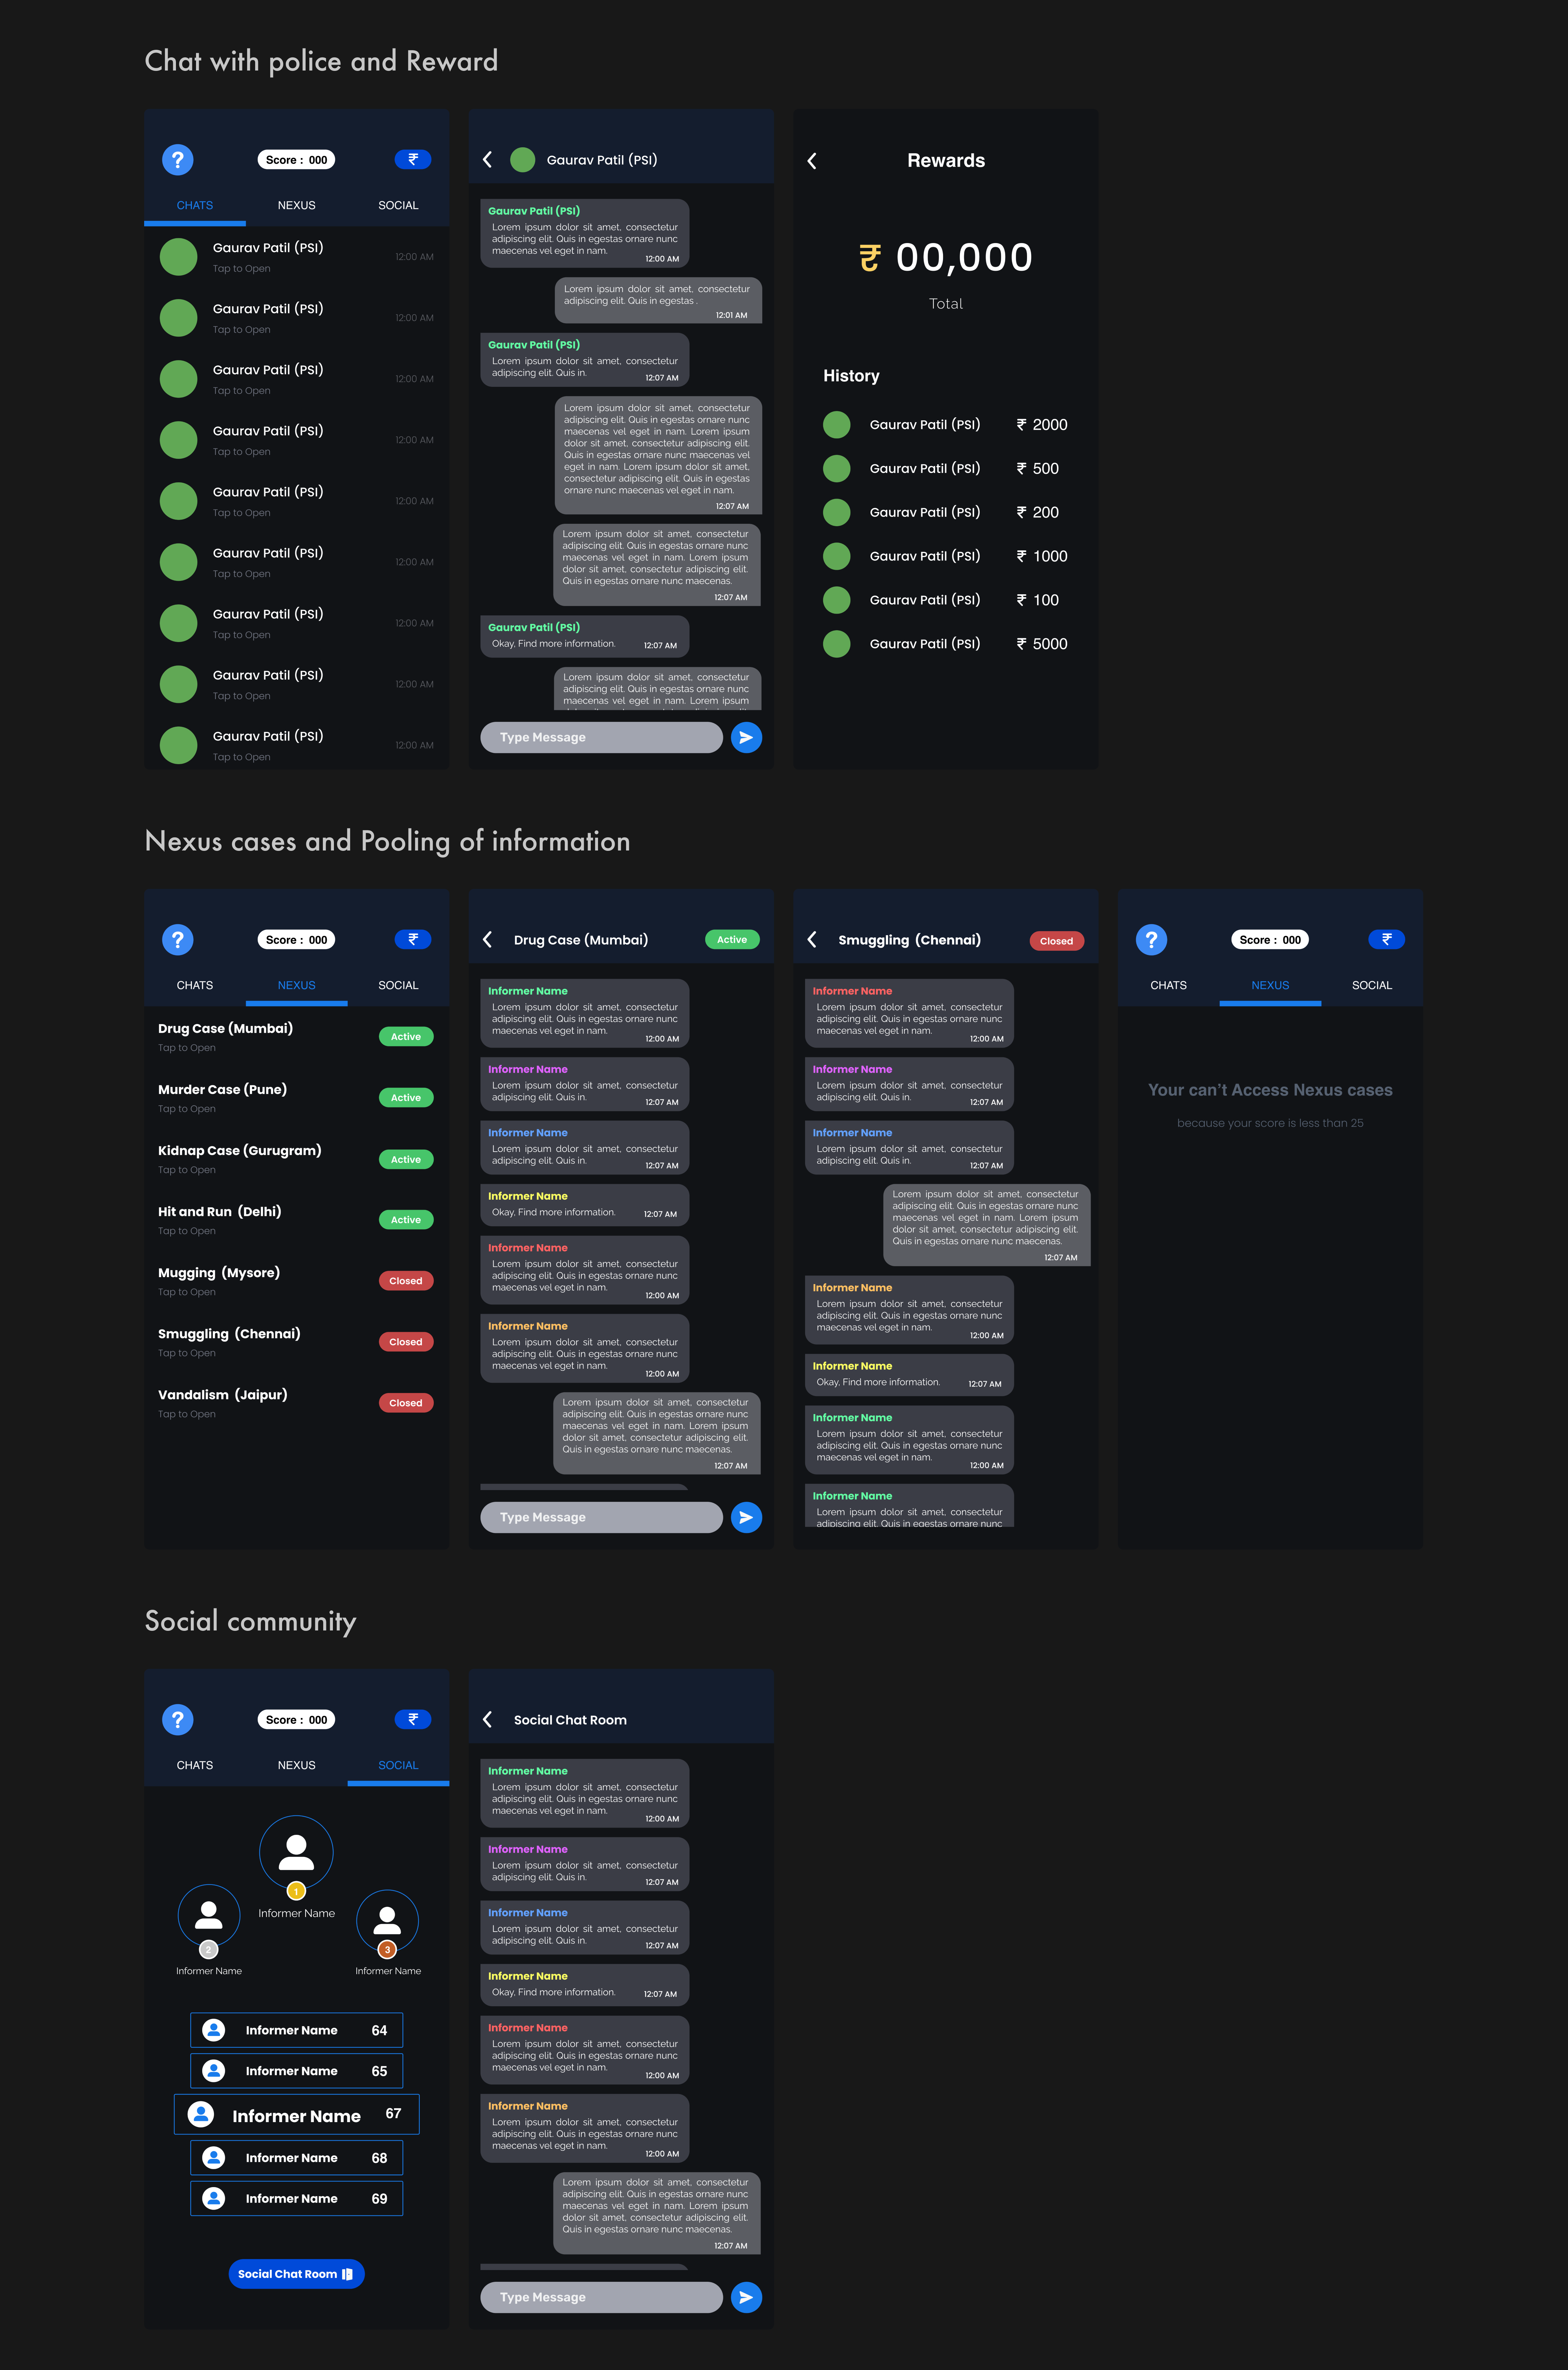 Chat with police and Reward
?
Score : 000
₹
CHATS
NEXUS
SOCIAL
Gaurav Patil (PSI)
Tap to Open
12:00 AM
Gaurav Patil (PSI)
Tap to Open
12:00 AM
Gaurav Patil (PSI)
Tap to Open
12:00 AM
Gaurav Patil (PSI)
Tap to Open
12:00 AM
Gaurav Patil (PSI)
Tap to Open
12:00 AM
Gaurav Patil (PSI)
Tap to Open
12:00 AM
Gaurav Patil (PSI)
Tap to Open
12:00 AM
Gaurav Patil (PSI)
Tap to Open
12:00 AM
Gaurav Patil (PSI)
Tap to Open
12:00 AM
Gaurav Patil (PSI)
Gaurav Patil (PSI)
Lorem ipsum dolor sit amet, consectetur
adipiscing elit. Quis in egestas ornare nunc
maecenas vel eget in nam.
12:00 AM
Lorem ipsum dolor sit amet, consectetur
adipiscing elit. Quis in egestas .
12:01 AM
Gaurav Patil (PSI)
Lorem ipsum dolor sit amet, consectetur
adipiscing elit. Quis in.
12:07 AM
Lorem ipsum dolor sit amet, consectetur
adipiscing elit. Quis in egestas ornare nunc
maecenas vel eget in nam. Lorem ipsum
dolor sit amet, consectetur adipiscing elit.
Quis in egestas ornare nunc maecenas vel
eget in nam. Lorem ipsum dolor sit amet,
consectetur adipiscing elit. Quis in egestas
ornare nunc maecenas vel eget in nam.
12:07 AM
Lorem ipsum dolor sit amet, consectetur
adipiscing elit. Quis in egestas ornare nunc
maecenas vel eget in nam. Lorem ipsum
dolor sit amet, consectetur adipiscing elit.
Quis in egestas ornare nunc maecenas.
12:07 AM
Gaurav Patil (PSI)
Okay, Find more information.
12:07 AM
Lorem ipsum dolor sit amet, consectetur
adipiscing elit. Quis in egestas ornare nunc
maecenas vel eget in nam. Lorem ipsum
Type Message
Rewards
₹ 00,000
Total
History
Gaurav Patil (PSI) ₹ 2000
Gaurav Patil (PSI) ₹ 500
Gaurav Patil (PSI) ₹ 200
Gaurav Patil (PSI) ₹ 1000
Gaurav Patil (PSI) ₹ 100
Gaurav Patil (PSI) ₹ 5000
Nexus cases and Pooling of information
?
Score : 000
₹
CHATS
NEXUS
SOCIAL
Drug Case (Mumbai)
Tap to Open
Active
Murder Case (Pune)
Tap to Open
Active
Kidnap Case (Gurugram)
Tap to Open
Active
Hit and Run (Delhi)
Tap to Open
Active
Mugging (Mysore)
Tap to Open
Closed
Smuggling (Chennai)
Tap to Open
Closed
Vandalism (Jaipur)
Tap to Open
Closed
Drug Case (Mumbai)
Active
Informer Name
Lorem ipsum dolor sit amet, consectetur
adipiscing elit. Quis in egestas ornare nunc
maecenas vel eget in nam.
12:00 AM
Informer Name
Lorem ipsum dolor sit amet, consectetur
adipiscing elit. Quis in.
12:07 AM
Informer Name
Lorem ipsum dolor sit amet, consectetur
adipiscing elit. Quis in.
12:07 AM
Informer Name
Okay, Find more information.
12:07 AM
Informer Name
Lorem ipsum dolor sit amet, consectetur
adipiscing elit. Quis in egestas ornare nunc
maecenas vel eget in nam.
12:00 AM
Informer Name
Lorem ipsum dolor sit amet, consectetur
adipiscing elit. Quis in egestas ornare nunc
maecenas vel eget in nam.
12:00 AM
Lorem ipsum dolor sit amet, consectetur
adipiscing elit. Quis in egestas ornare nunc
maecenas vel eget in nam. Lorem ipsum
dolor sit amet, consectetur adipiscing elit.
Quis in egestas ornare nunc maecenas.
12:07 AM
Type Message
Smuggling (Chennai)
Closed
Informer Name
Lorem ipsum dolor sit amet, consectetur
adipiscing elit. Quis in egestas ornare nunc
maecenas vel eget in nam.
12:00 AM
Informer Name
Lorem ipsum dolor sit amet, consectetur
adipiscing elit. Quis in.
12:07 AM
Informer Name
Lorem ipsum dolor sit amet, consectetur
adipiscing elit. Quis in.
12:07 AM
Lorem ipsum dolor sit amet, consectetur
adipiscing elit. Quis in egestas ornare nunc
maecenas vel eget in nam. Lorem ipsum
dolor sit amet, consectetur adipiscing elit.
Quis in egestas ornare nunc maecenas.
12:07 AM
Informer Name
Lorem ipsum dolor sit amet, consectetur
adipiscing elit. Quis in egestas ornare nunc
maecenas vel eget in nam.
12:00 AM
Informer Name
Okay, Find more information.
12:07 AM
Informer Name
Lorem ipsum dolor sit amet, consectetur
adipiscing elit. Quis in egestas ornare nunc
maecenas vel eget in nam.
12:00 AM
Informer Name
Lorem ipsum dolor sit amet, consectetur
adipiscing elit. Quis in egestas ornare nunc
?
Score : 000
₹
CHATS
NEXUS
SOCIAL
Your can't Access Nexus cases
because your score is less than 25
Social community
?
Score : 000
₹
CHATS
NEXUS
SOCIAL
1
Informer Name
2
Informer Name
3
Informer Name
Informer Name 64
Informer Name 65
Informer Name 67
Informer Name 68
Informer Name 69
Social Chat Room
Social Chat Room
Informer Name
Lorem ipsum dolor sit amet, consectetur
adipiscing elit. Quis in egestas ornare nunc
maecenas vel eget in nam.
12:00 AM
Informer Name
Lorem ipsum dolor sit amet, consectetur
adipiscing elit. Quis in.
12:07 AM
Informer Name
Lorem ipsum dolor sit amet, consectetur
adipiscing elit. Quis in.
12:07 AM
Informer Name
Okay, Find more information.
12:07 AM
Informer Name
Lorem ipsum dolor sit amet, consectetur
adipiscing elit. Quis in egestas ornare nunc
maecenas vel eget in nam.
12:00 AM
Informer Name
Lorem ipsum dolor sit amet, consectetur
adipiscing elit. Quis in egestas ornare nunc
maecenas vel eget in nam.
12:00 AM
Lorem ipsum dolor sit amet, consectetur
adipiscing elit. Quis in egestas ornare nunc
maecenas vel eget in nam. Lorem ipsum
dolor sit amet, consectetur adipiscing elit.
Quis in egestas ornare nunc maecenas.
12:07 AM
Type Message